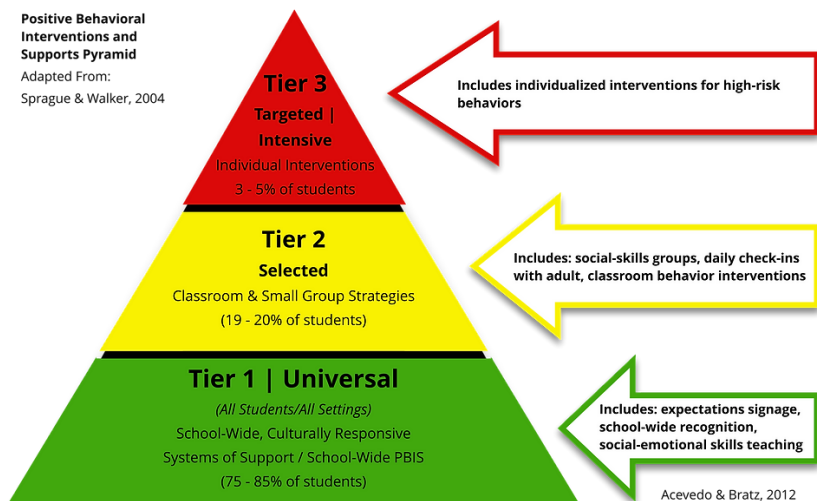 Positive Behavioral
Interventions and
Supports Pyramid
Adapted From:
Sprague & Walker, 2004
Tier 3
Targeted |
Intensive
Individual Interventions
3 - 5% of students
Includes individualized interventions for high-risk
behaviors
Tier 2
Selected
Classroom & Small Group Strategies
(19 - 20% of students)
Includes: social-skills groups, daily check-ins
with adult, classroom behavior interventions
Tier 1 | Universal
(All Students/All Settings)
School-Wide, Culturally Responsive
Systems of Support / School-Wide PBIS
(75 - 85% of students)
Includes: expectations signage,
school-wide recognition,
social-emotional skills teaching
Acevedo & Bratz, 2012